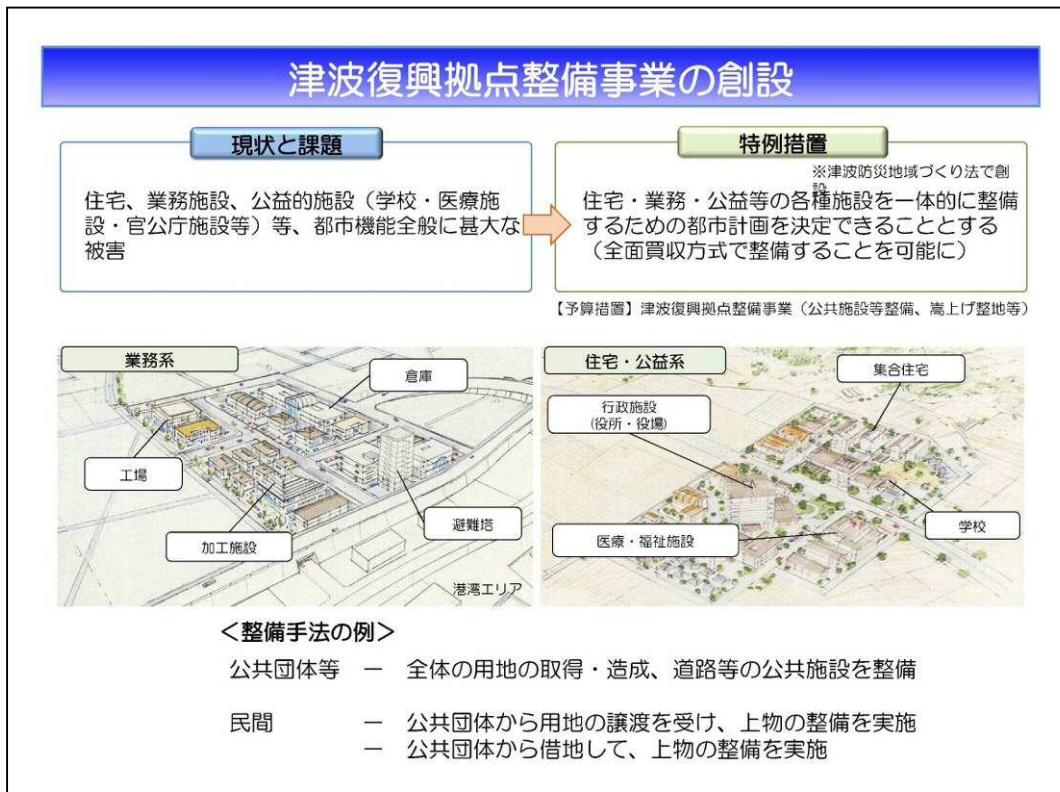 津波復興拠点整備事業の創設
現状と課題
住宅、業務施設、公益的施設（学校・医療施
設・官公庁施設等）等、都市機能全般に甚大な
被害
特例措置
※津波防災地域づくり法で創
設
住宅・業務・公益等の各種施設を一体的に整備
するための都市計画を決定できることとする
（全面買収方式で整備することを可能に）
【予算措置】津波復興拠点整備事業（公共施設等整備、嵩上げ整地等）
業務系
倉庫
工場
加工施設
避難塔
港湾エリア
住宅・公益系
集合住宅
行政施設
(役所・役場)
医療・福祉施設
学校
＜整備手法の例＞
公共団体等 － 全体の用地の取得・造成、道路等の公共施設を整備
民間 － 公共団体から用地の譲渡を受け、上物の整備を実施
－ 公共団体から借地して、上物の整備を実施